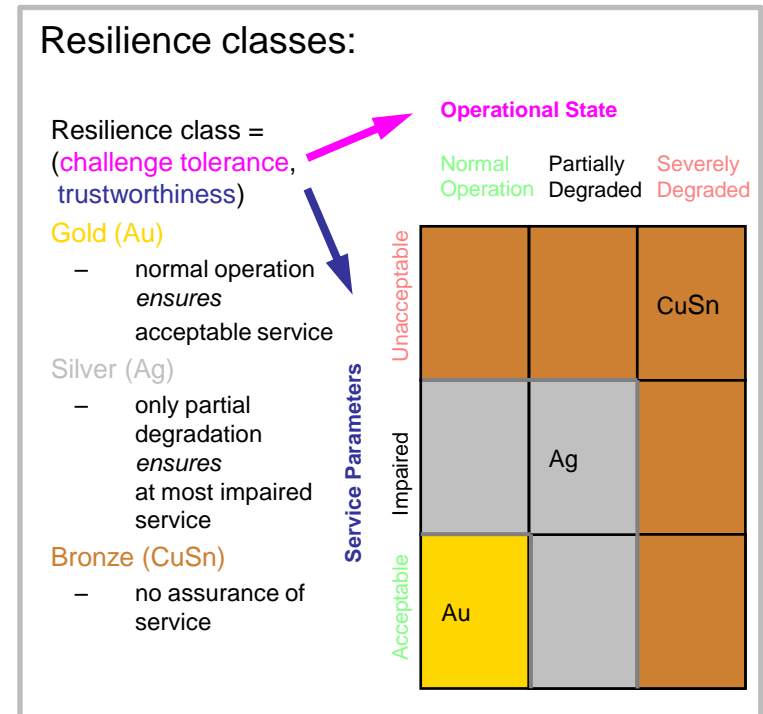 Resilience classes:
Resilience class =
(challenge tolerance,
trustworthiness)
Gold (Au)
– normal operation
ensures
acceptable service
Silver (Ag)
– only partial
degradation
ensures
at most impaired
service
Bronze (CuSn)
– no assurance of
service
Operational State
Normal
Operation
Partially
Degraded
Severely
Degraded
Service Parameters
Unacceptable
Impaired
Acceptable
CuSn
Ag
Au